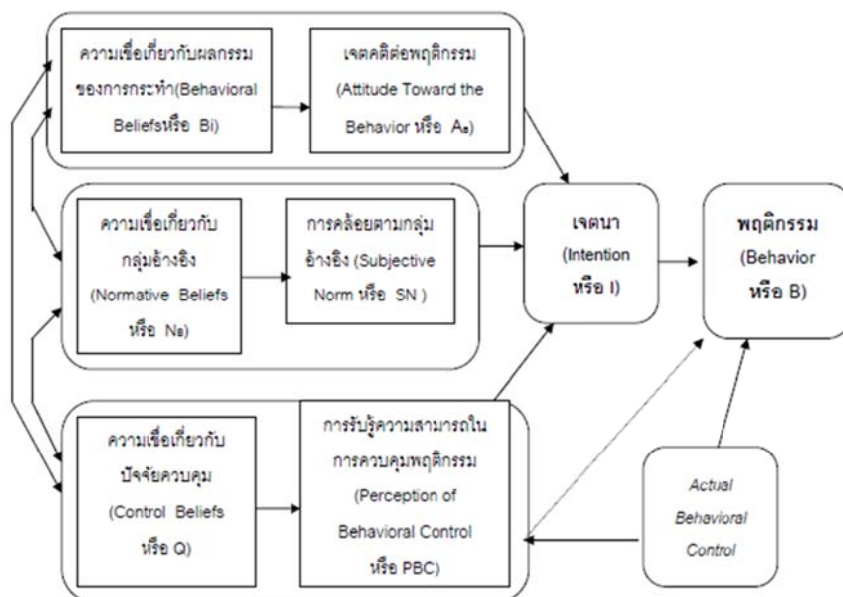 ความเชื่อเกี่ยวกับผลกรรม
ของการกระทำ(Behavioral
Beliefsหรือ Bi)
เจตคติต่อพฤติกรรม
(Attitude Toward the
Behavior หรือ AB)
ความเชื่อเกี่ยวกับ
กลุ่มอ้างอิง
(Normative Beliefs
หรือ NB)
การคล้อยตามกลุ่ม
อ้างอิง (Subjective
Norm หรือ SN )
เจตนา
(Intention
หรือ I)
พฤติกรรม
(Behavior
หรือ B)
ความเชื่อเกี่ยวกับ
ปัจจัยควบคุม
(Control Beliefs
หรือ Q)
การรับรู้ความสามารถใน
การควบคุมพฤติกรรม
(Perception of
Behavioral Control
หรือ PBC)
Actual
Behavioral
Control